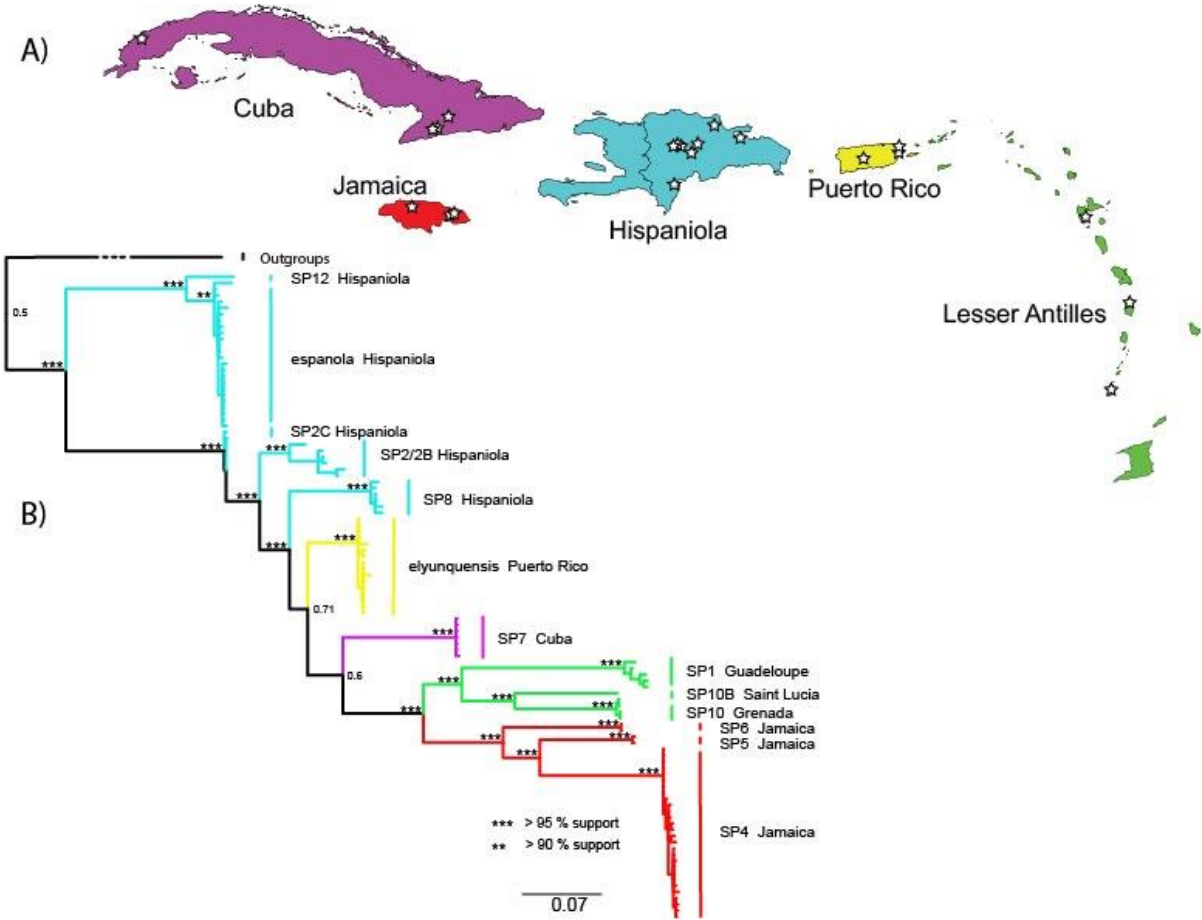 A)
Cuba
Jamaica
Hispaniola
Puerto Rico
Lesser Antilles
B)
Outgroups
*** SP12 Hispaniola
**
0.5
espanola Hispaniola
***
SP2C Hispaniola
***
*** SP2/2B Hispaniola
*** SP8 Hispaniola
***
***
*** elyunquensis Puerto Rico
0.71
*** SP7 Cuba
*** SP1 Guadeloupe
0.6
***
*** SP10B Saint Lucia
*** SP10 Grenada
***
*** SP6 Jamaica
*** SP5 Jamaica
***
***
*** SP4 Jamaica
*** > 95 % support
** > 90 % support
0.07